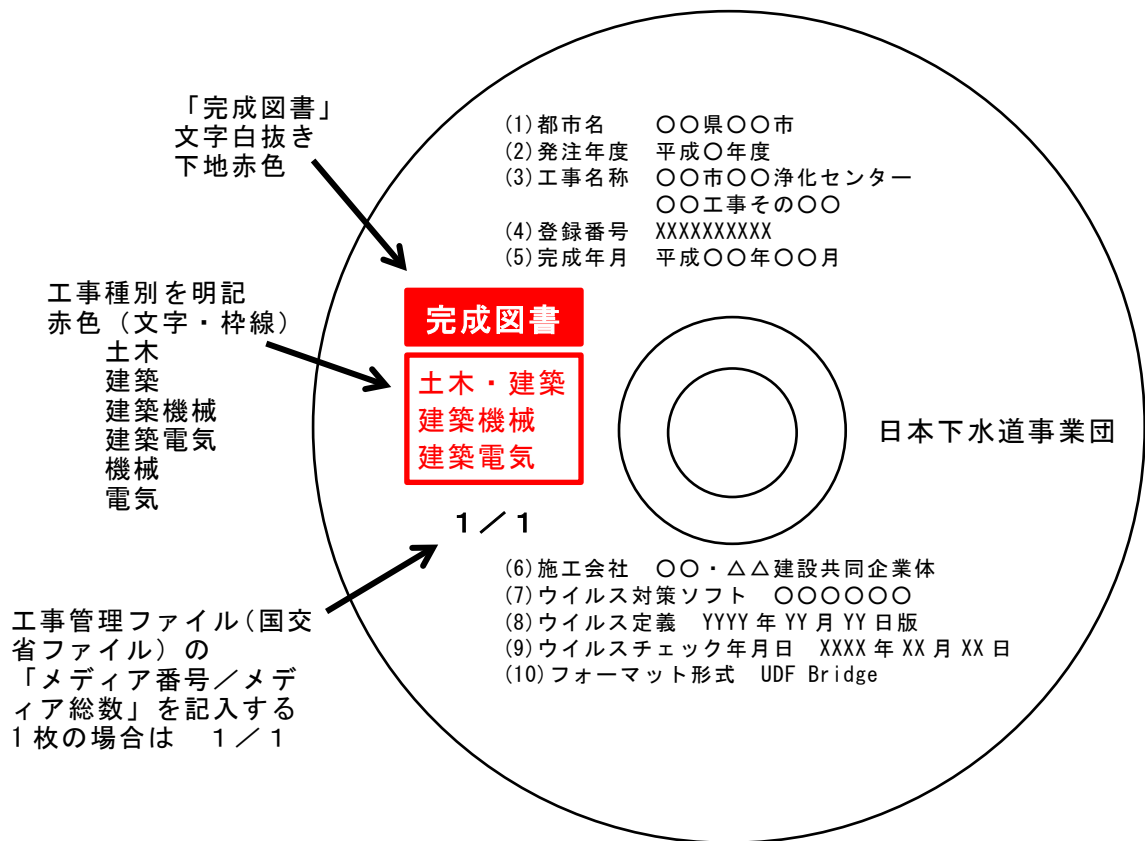 「完成図書」
文字白抜き
下地赤色
(1)都市名　〇〇県〇〇市
(2)発注年度　平成〇年度
(3)工事名称　〇〇市〇〇浄化センター
〇〇工事その〇〇
(4)登録番号　XXXXXXXXXX
(5)完成年月　平成〇〇年〇〇月
工事種別を明記
赤色（文字・枠線）
土木
建築
建築機械
建築電気
機械
電気
完成図書
土木・建築
建築機械
建築電気
１／１
日本下水道事業団
工事管理ファイル(国交
省ファイル）の
「メディア番号／メデ
ィア総数」を記入する
1枚の場合は　１／１
(6)施工会社　〇〇・△△建設共同企業体
(7)ウイルス対策ソフト　〇〇〇〇〇〇
(8)ウイルス定義　YYYY年YY月YY日版
(9)ウイルスチェック年月日　XXXX年XX月XX日
(10)フォーマット形式　UDF Bridge